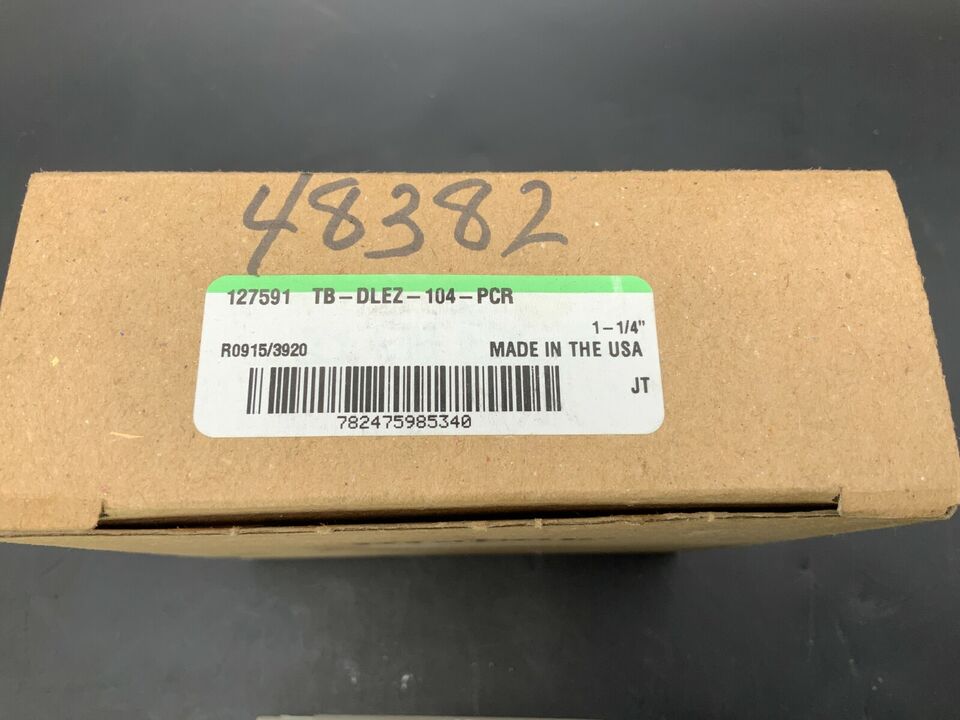 48382
127591 TB-DLEZ-104-PCR
1-1/4"
R0915/3920 MADE IN THE USA
JT
782475985340